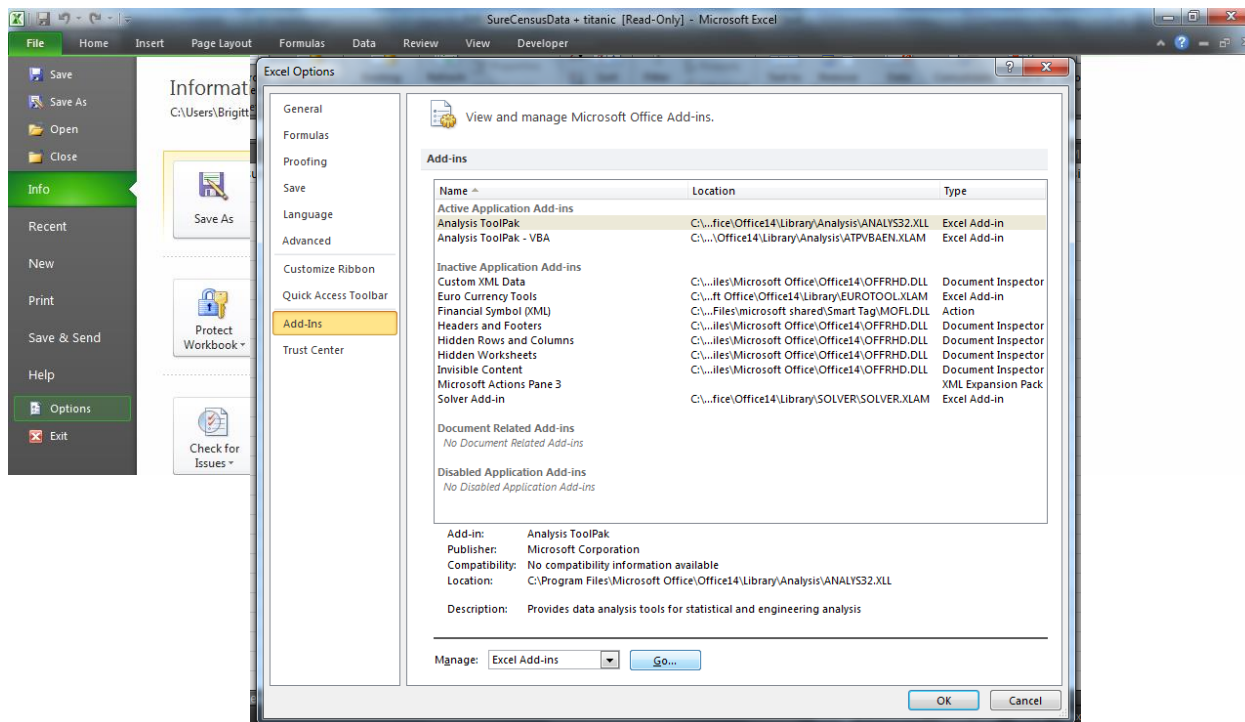 SureCensusData + titanic [Read-Only] - Microsoft Excel
File Home Insert Page Layout Formulas Data Review View Developer
Save
Save As
Open
Close
Info
Recent
New
Print
Save & Send
Help
Options
Exit
Informat
C:\Users\Brigitt
Save As
Protect
Workbook
Check for
Issues
Excel Options
General
Formulas
Proofing
Save
Language
Advanced
Customize Ribbon
Quick Access Toolbar
Add-Ins
Trust Center
View and manage Microsoft Office Add-ins.
Add-ins
Name Location Type
Active Application Add-ins
Analysis ToolPak C:\...fice\Office14\Library\Analysis\ANALYS32.XLL Excel Add-in
Analysis ToolPak - VBA C:\...\Office14\Library\Analysis\ATPVBAEN.XLAM Excel Add-in
Inactive Application Add-ins
Custom XML Data C:\...iles\Microsoft Office\Office14\OFFRHD.DLL Document Inspector
Euro Currency Tools C:\...ft Office\Office14\Library\EUROTOOL.XLAM Excel Add-in
Financial Symbol (XML) C:\...Files\microsoft shared\Smart Tag\MOFL.DLL Action
Headers and Footers C:\...iles\Microsoft Office\Office14\OFFRHD.DLL Document Inspector
Hidden Rows and Columns C:\...iles\Microsoft Office\Office14\OFFRHD.DLL Document Inspector
Hidden Worksheets C:\...iles\Microsoft Office\Office14\OFFRHD.DLL Document Inspector
Invisible Content C:\...iles\Microsoft Office\Office14\OFFRHD.DLL Document Inspector
Microsoft Actions Pane 3 XML Expansion Pack
Solver Add-in C:\...fice\Office14\Library\SOLVER\SOLVER.XLAM Excel Add-in
Document Related Add-ins
No Document Related Add-ins
Disabled Application Add-ins
No Disabled Application Add-ins
Add-in: Analysis ToolPak
Publisher: Microsoft Corporation
Compatibility: No compatibility information available
Location: C:\Program Files\Microsoft Office\Office14\Library\Analysis\ANALYS32.XLL
Description: Provides data analysis tools for statistical and engineering analysis
Manage: Excel Add-ins Go...
OK Cancel